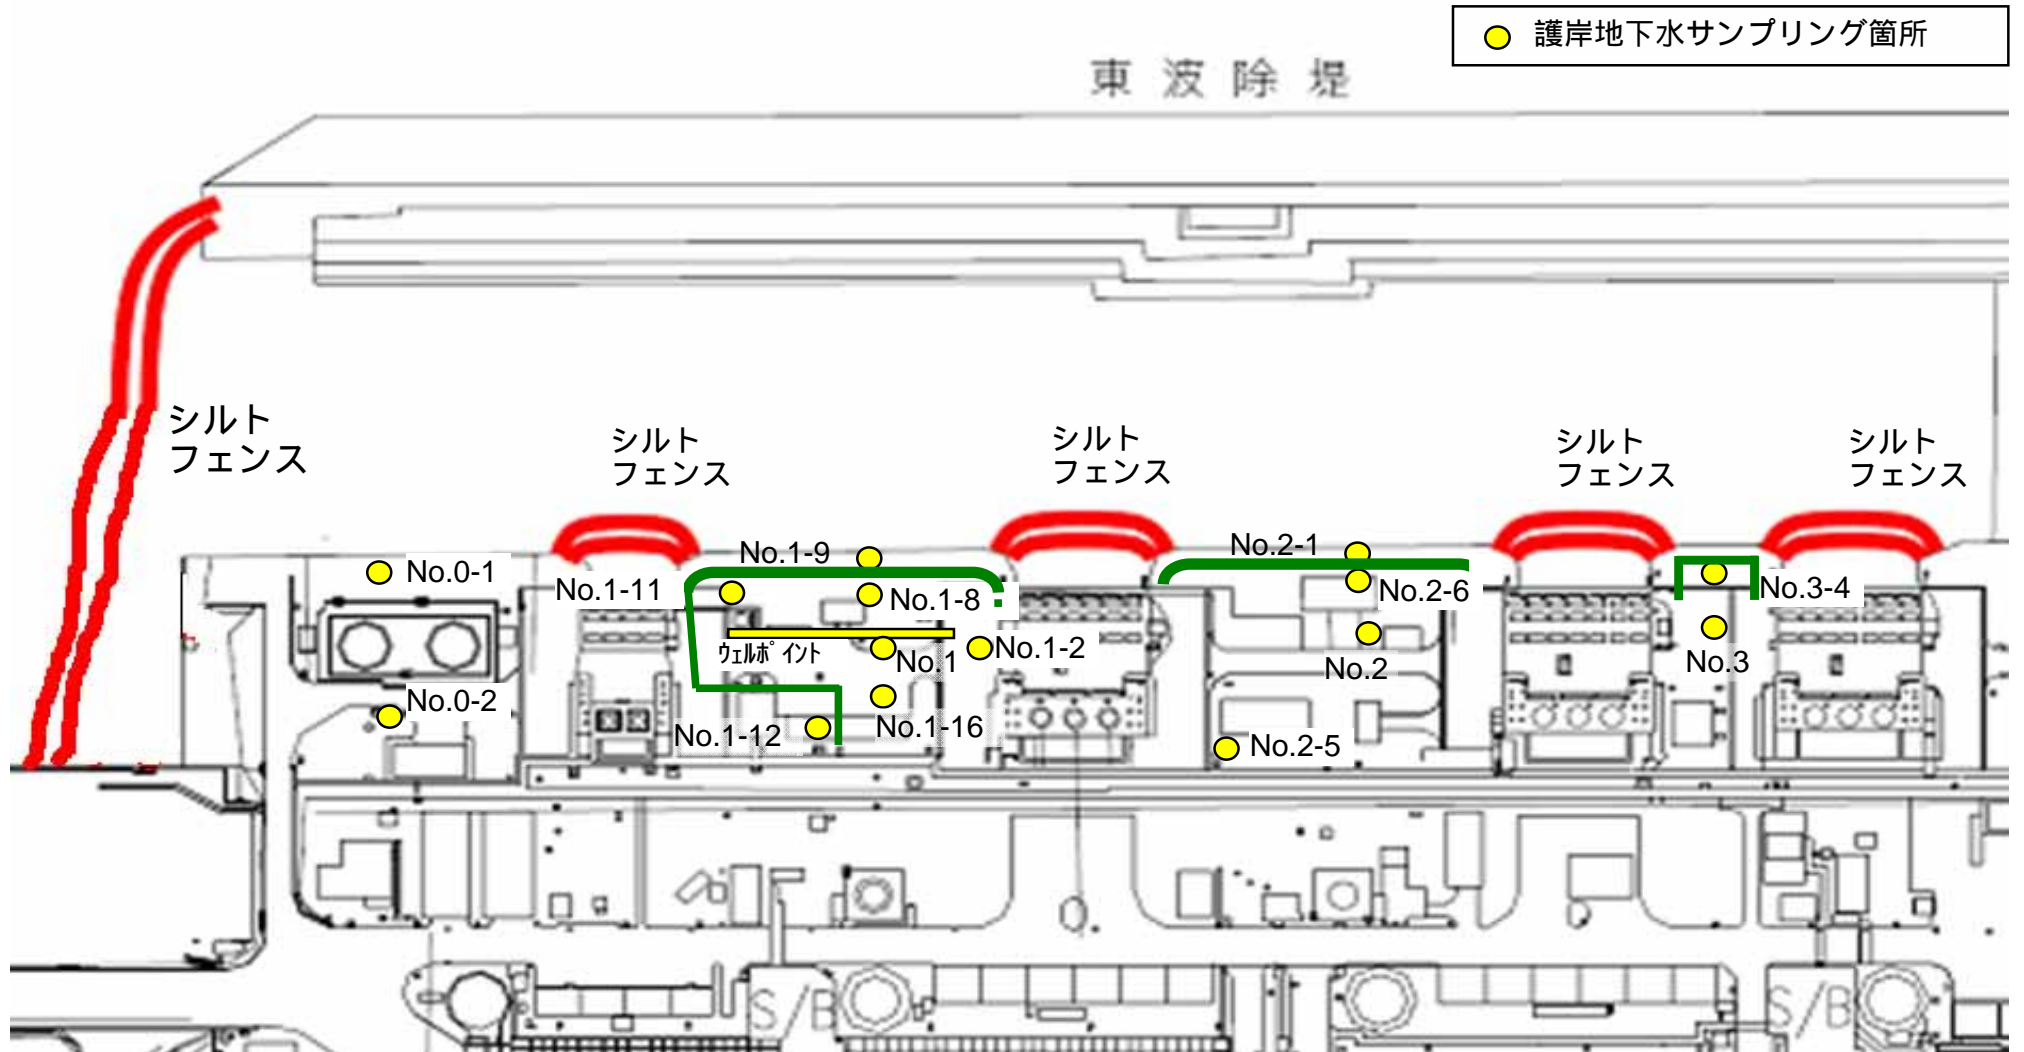 護岸地下水サンプリング箇所
東波除堤
シルト
フェンス
シルト
フェンス
シルト
フェンス
シルト
フェンス
シルト
フェンス
No.0-1
No.1-11
No.1-9
No.1-8
No.2-1
No.2-6
No.3-4
ｳｪﾙﾎﾟｲﾝﾄ
No.1
No.1-2
No.2
No.3
No.0-2
No.1-12
No.1-16
No.2-5
S/B
S/B